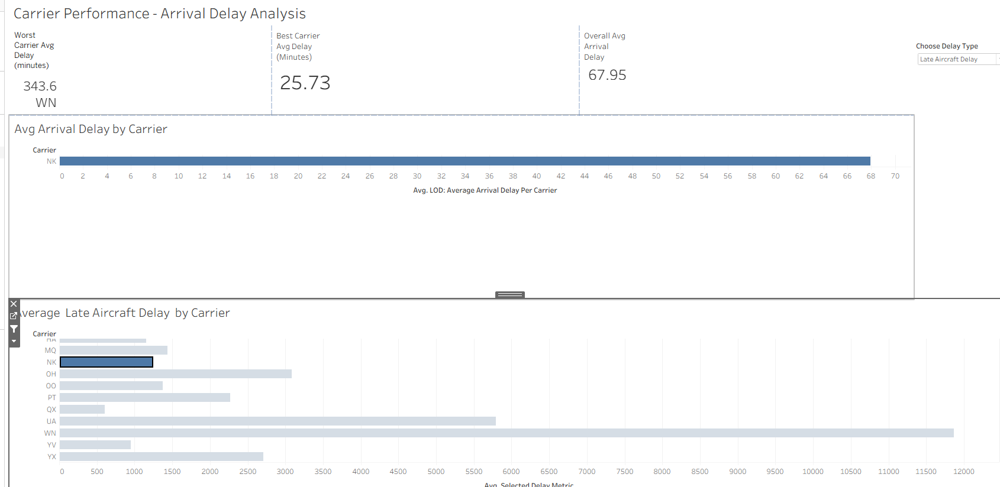 Carrier Performance - Arrival Delay Analysis
Worst
Carrier Avg
Delay
(minutes)
343.6
WN
Best Carrier
Avg Delay
(Minutes)
25.73
Overall Avg
Arrival
Delay
67.95
Choose Delay Type
Late Aircraft Delay
Avg Arrival Delay by Carrier
Carrier
NK
0 2 4 6 8 10 12 14 16 18 20 22 24 26 28 30 32 34 36 38 40 42 44 46 48 50 52 54 56 58 60 62 64 66 68 70
Avg. LOD: Average Arrival Delay Per Carrier
Average Late Aircraft Delay by Carrier
Carrier
HA
MQ
NK
OH
OO
PT
QX
UA
WN
YV
YX
0 500 1000 1500 2000 2500 3000 3500 4000 4500 5000 5500 6000 6500 7000 7500 8000 8500 9000 9500 10000 10500 11000 11500 12000
Avg. Selected Delay Metric